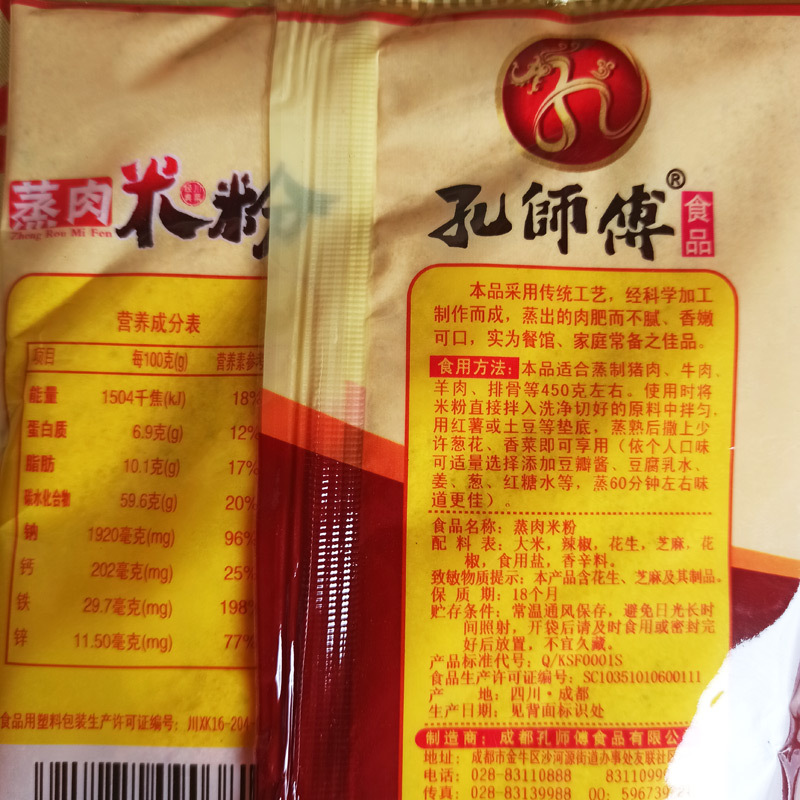 蒸肉米粉
Zheng Rou Mi Fen
营养成分表
项目 每100克(g) 营养素参考
能量 1504千焦(kJ) 18%
蛋白质 6.9克(g) 12%
脂肪 10.1克(g) 17%
碳水化合物 59.6克(g) 20%
钠 1920毫克(mg) 96%
钙 202毫克(mg) 25%
铁 29.7毫克(mg) 198%
锌 11.50毫克(mg) 77%
食品用塑料包装生产许可证编号：川XK16-204-
孔師傅®食品
本品采用传统工艺，经科学加工
制作而成，蒸出的肉肥而不腻、香嫩
可口，实为餐馆、家庭常备之佳品。
食用方法：本品适合蒸制猪肉、牛肉、
羊肉、排骨等450克左右。使用时将
米粉直接拌入洗净切好的原料中拌匀，
用红薯或土豆等垫底，蒸熟后撒上少
许葱花、香菜即可享用（依个人口味
可适量选择添加豆瓣酱、豆腐乳水、
姜、葱、红糖水等，蒸60分钟左右味
道更佳）。
食品名称：蒸肉米粉
配料表：大米，辣椒，花生，芝麻，花
椒，食用盐，香辛料。
致敏物质提示：本产品含花生、芝麻及其制品。
保质期：18个月
贮存条件：常温通风保存，避免日光长时
间照射，开袋后请及时食用或密封完
好后放置，不宜久藏。
产品标准代号：Q/KSF0001S
食品生产许可证编号：SC10351010600111
产地：四川·成都
生产日期：见背面标识处
制造商：成都孔师傅食品有限公
地址：成都市金牛区沙河源街道办事处友联社区
电话：028-83110888 8311099
传真：028-83139988 QQ：596739